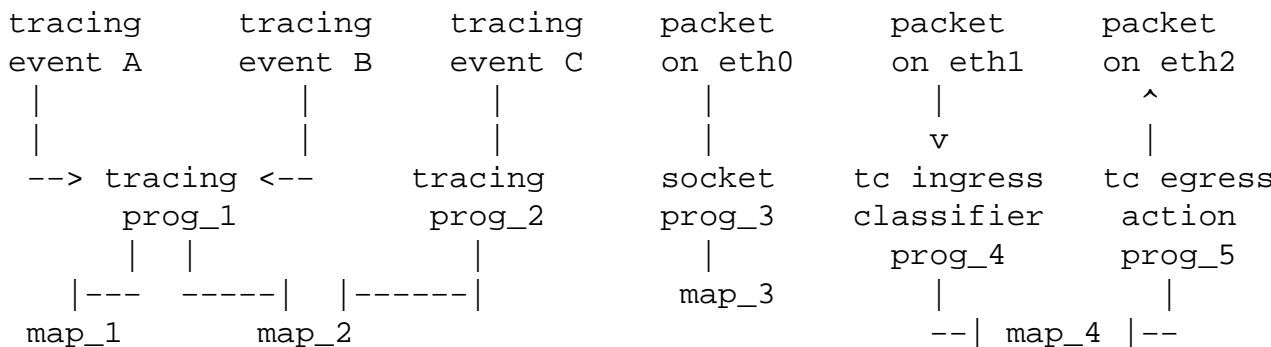 tracing     tracing     tracing     packet      packet     packet
event A     event B     event C     on eth0     on eth1    on eth2
  |             |          |           |           |          ^
  |             |          |           |           v          |
  --> tracing <--      tracing      socket    tc ingress   tc egress
       prog_1           prog_2      prog_3    classifier    action
       |  |               |           |         prog_4      prog_5
    |---  -----|  |------|          map_3        |           |
  map_1       map_2                              --| map_4 |--